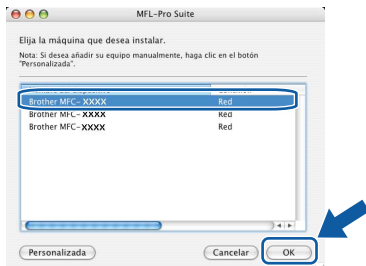 MFL-Pro Suite
Elija la máquina que desea instalar.
Nota: Si desea añadir su equipo manualmente, haga clic en el botón
"Personalizada".
Brother MFC- XXXX Red
Brother MFC- XXXX Red
Brother MFC- XXXX Red
Personalizada Cancelar OK